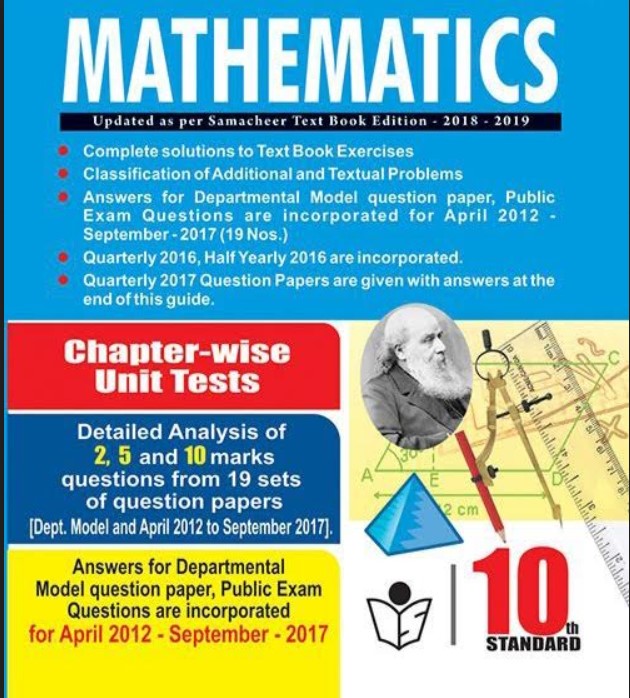 MATHEMATICS
Updated as per Samacheer Text Book Edition - 2018 - 2019
Complete solutions to Text Book Exercises
Classification of Additional and Textual Problems
Answers for Departmental Model question paper, Public
Exam Questions are incorporated for April 2012 -
September - 2017 (19 Nos.)
Quarterly 2016, Half Yearly 2016 are incorporated.
Quarterly 2017 Question Papers are given with answers at the
end of this guide.
Chapter-wise
Unit Tests
Detailed Analysis of
2, 5 and 10 marks
questions from 19 sets
of question papers
[Dept. Model and April 2012 to September 2017].
Answers for Departmental
Model question paper, Public Exam
Questions are incorporated
for April 2012 - September - 2017
C
30°
A E D
2 cm
10th
STANDARD